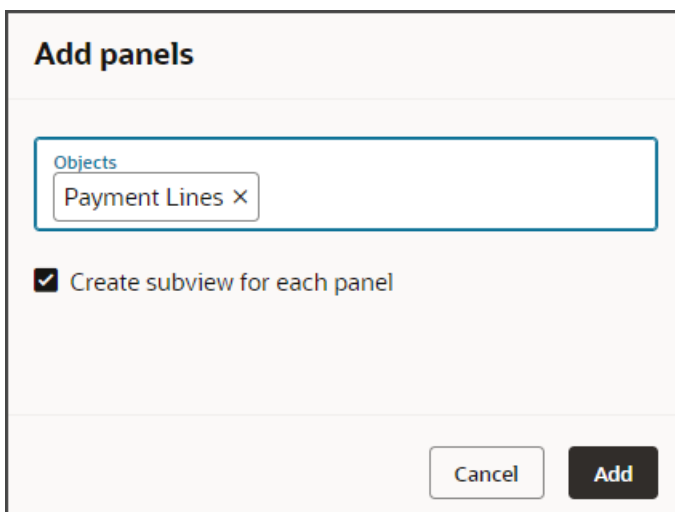 Add panels
Objects
Payment Lines ×
Create subview for each panel
Cancel Add